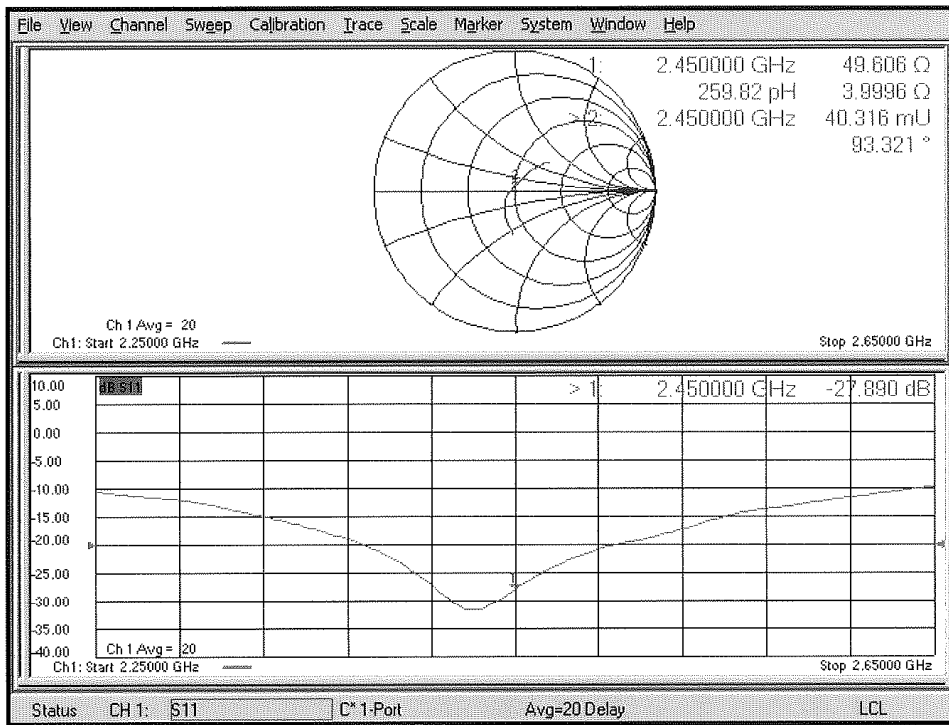 File View Channel Sweep Calibration Trace Scale Marker System Window Help
1: 2.450000 GHz 49.606 Ω
259.82 pH 3.9996 Ω
> 2: 2.450000 GHz 40.316 mU
93.321 °
Ch 1 Avg = 20
Ch1: Start 2.25000 GHz
Stop 2.65000 GHz
10.00
5.00
0.00
-5.00
-10.00
-15.00
-20.00
-25.00
-30.00
-35.00
-40.00
dB S11
> 1: 2.450000 GHz -27.890 dB
1
Ch 1 Avg = 20
Ch1: Start 2.25000 GHz
Stop 2.65000 GHz
Status CH 1: S11 C* 1-Port Avg=20 Delay LCL